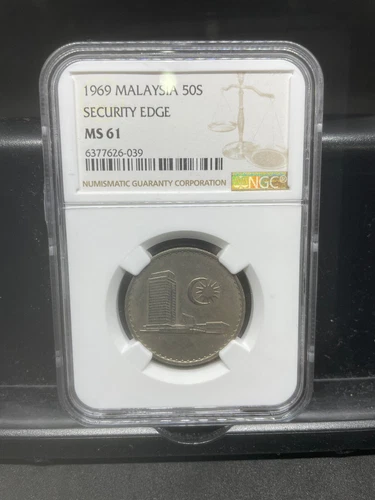 1969 MALAYSIA 50S
SECURITY EDGE
MS 61
6377626-039
NUMISMATIC GUARANTY CORPORATION
NGC